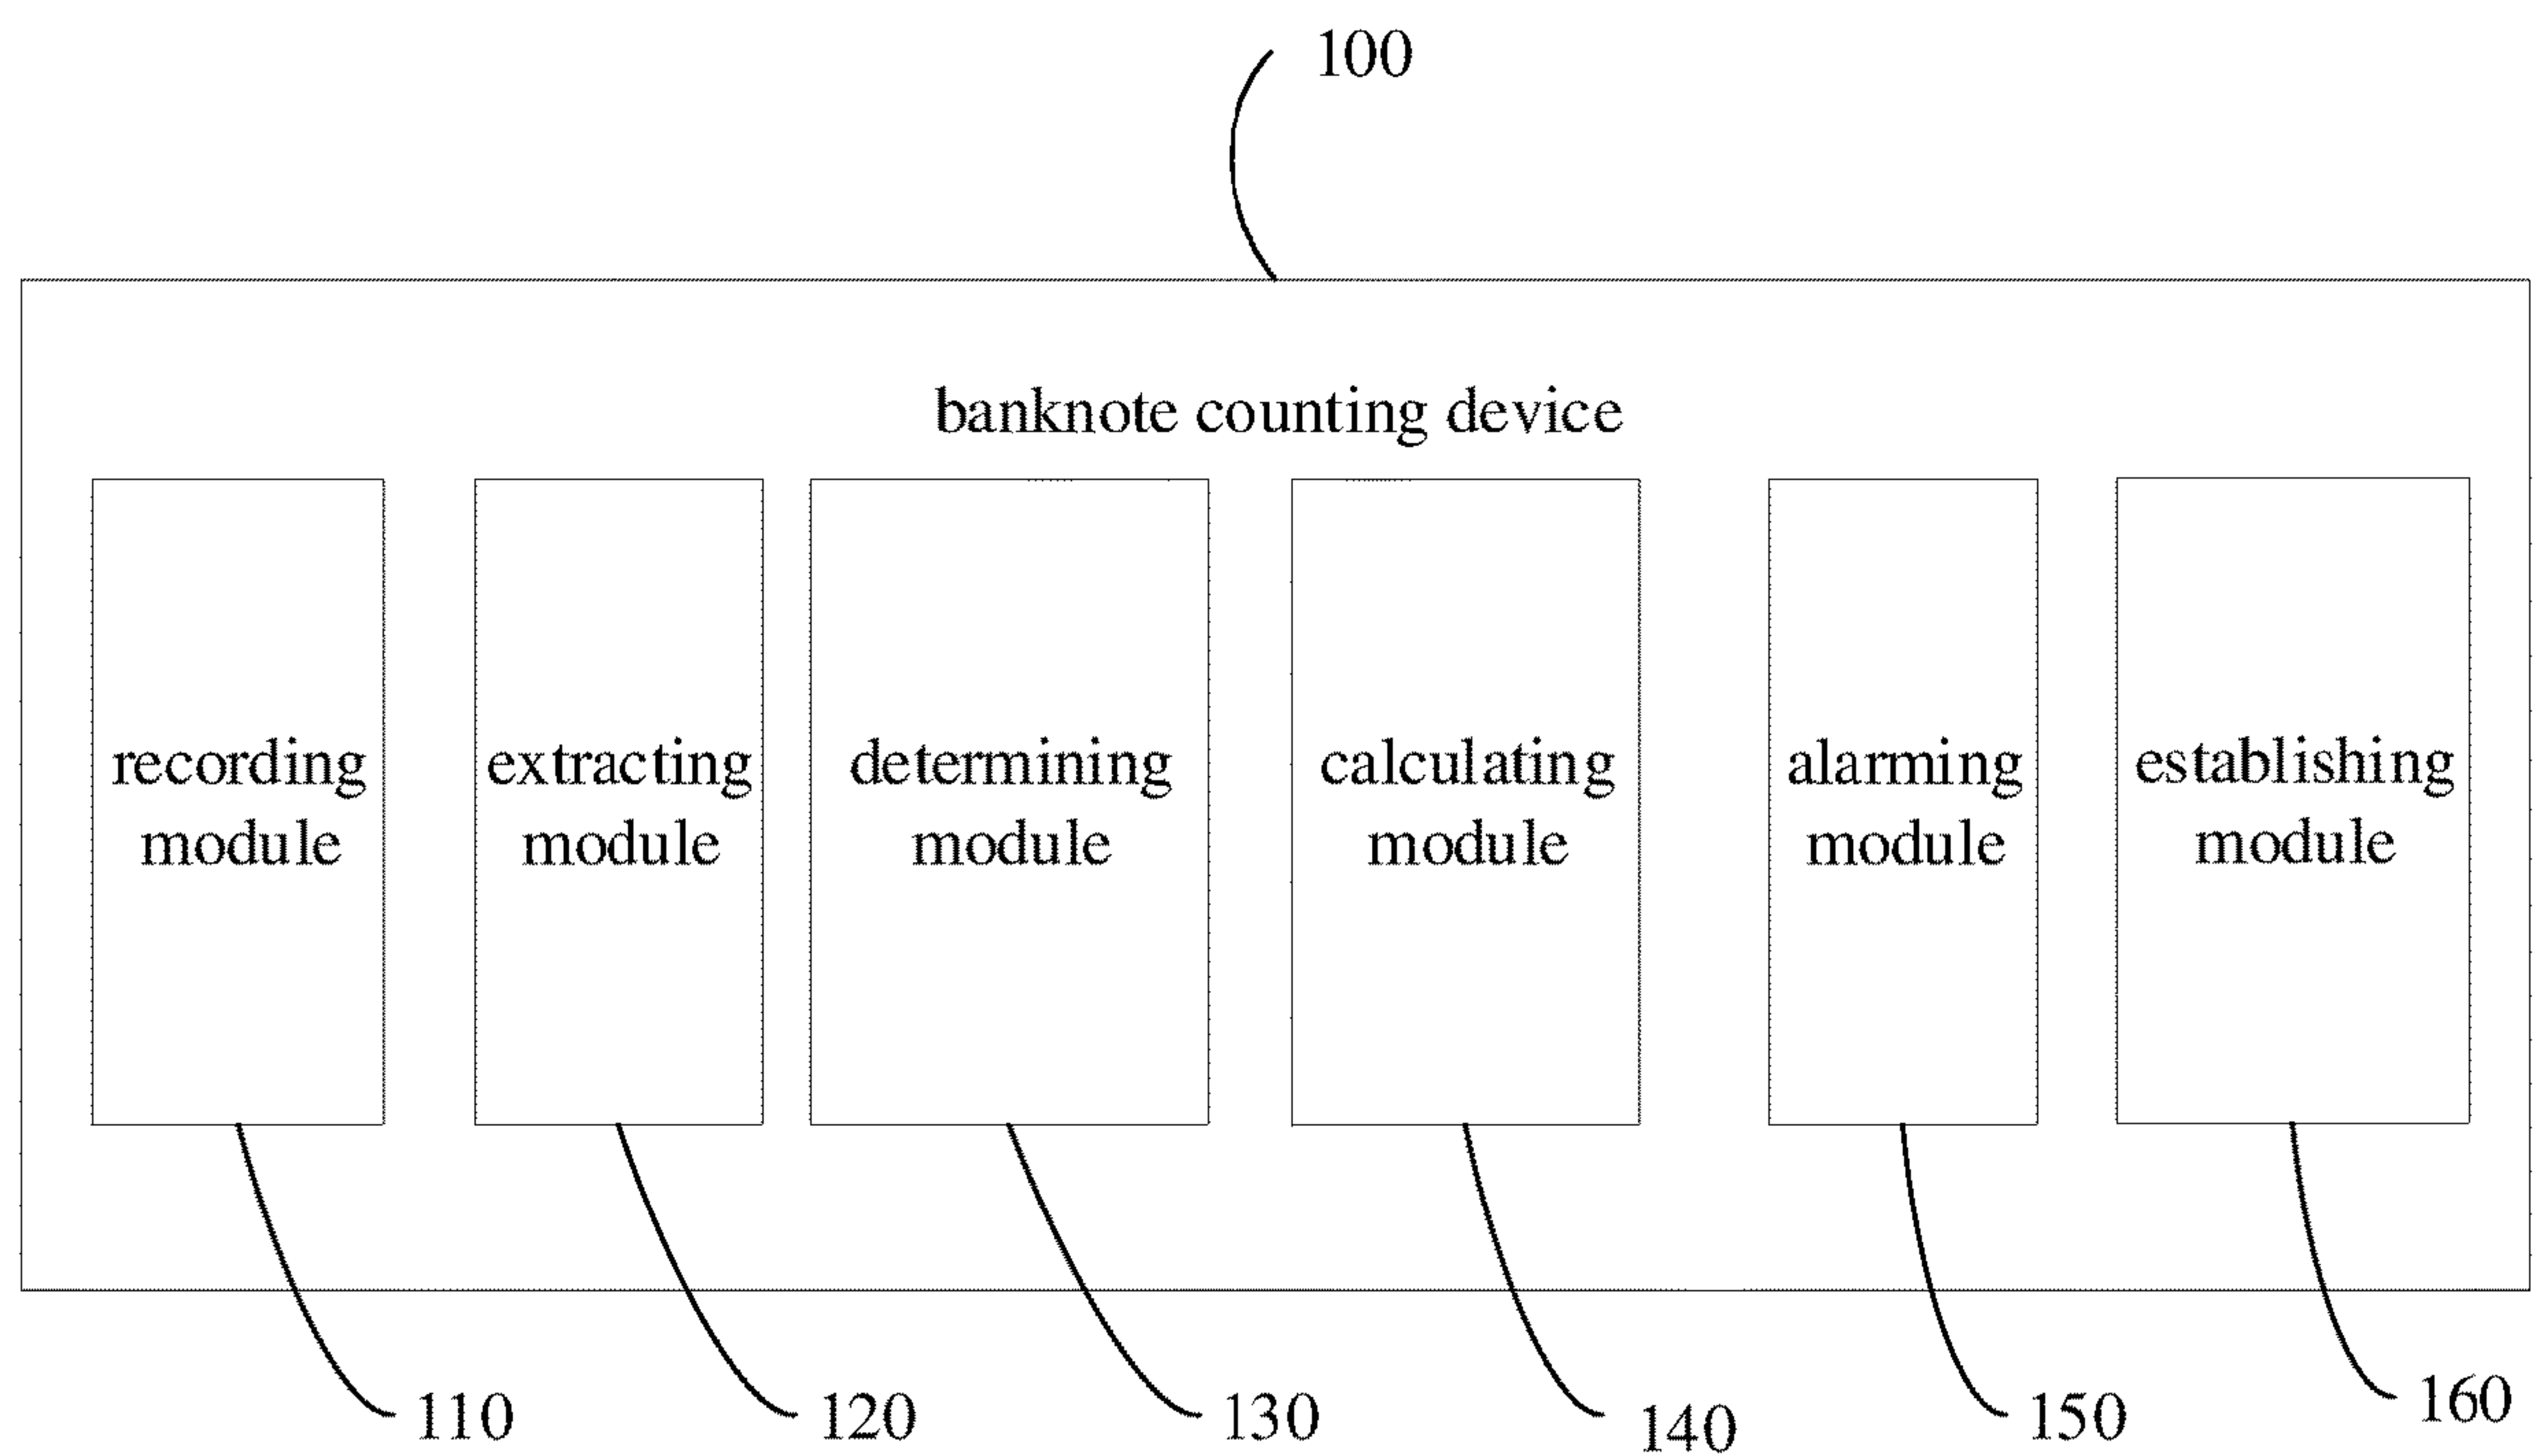 100
banknote counting device
recording
module
extracting
module
determining
module
calculating
module
alarming
module
establishing
module
110
120
130
140
150
160